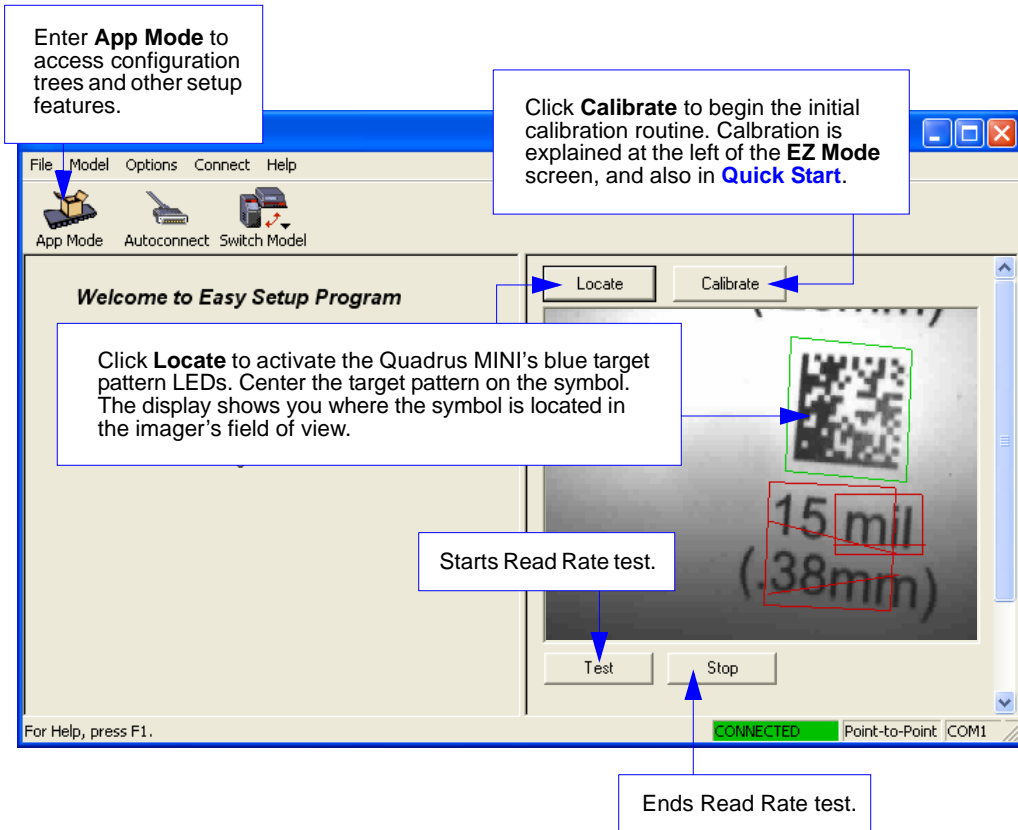 Enter App Mode to
access configuration
trees and other setup
features.
Click Calibrate to begin the initial
calibration routine. Calbration is
explained at the left of the EZ Mode
screen, and also in Quick Start.
File Model Options Connect Help
App Mode Autoconnect Switch Model
Welcome to Easy Setup Program
Locate Calibrate
Click Locate to activate the Quadrus MINI's blue target
pattern LEDs. Center the target pattern on the symbol.
The display shows you where the symbol is located in
the imager's field of view.
15 mil
(.38mm)
Starts Read Rate test.
Test Stop
For Help, press F1.
CONNECTED Point-to-Point COM1
Ends Read Rate test.